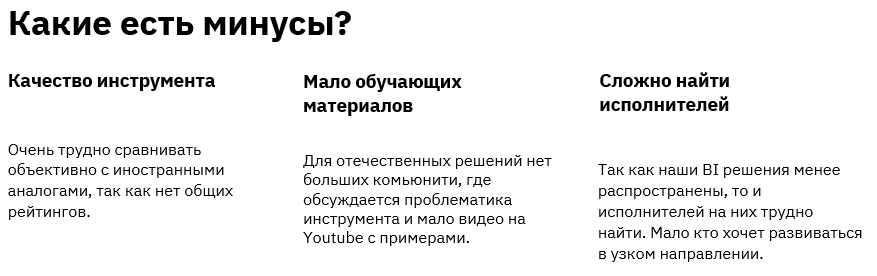 Какие есть минусы?
Качество инструмента
Очень трудно сравнивать
объективно с иностранными
аналогами, так как нет общих
рейтингов.
Мало обучающих
материалов
Для отечественных решений нет
больших комьюнити, где
обсуждается проблематика
инструмента и мало видео на
Youtube с примерами.
Сложно найти
исполнителей
Так как наши BI решения менее
распространены, то и
исполнителей на них трудно
найти. Мало кто хочет развиваться
в узком направлении.